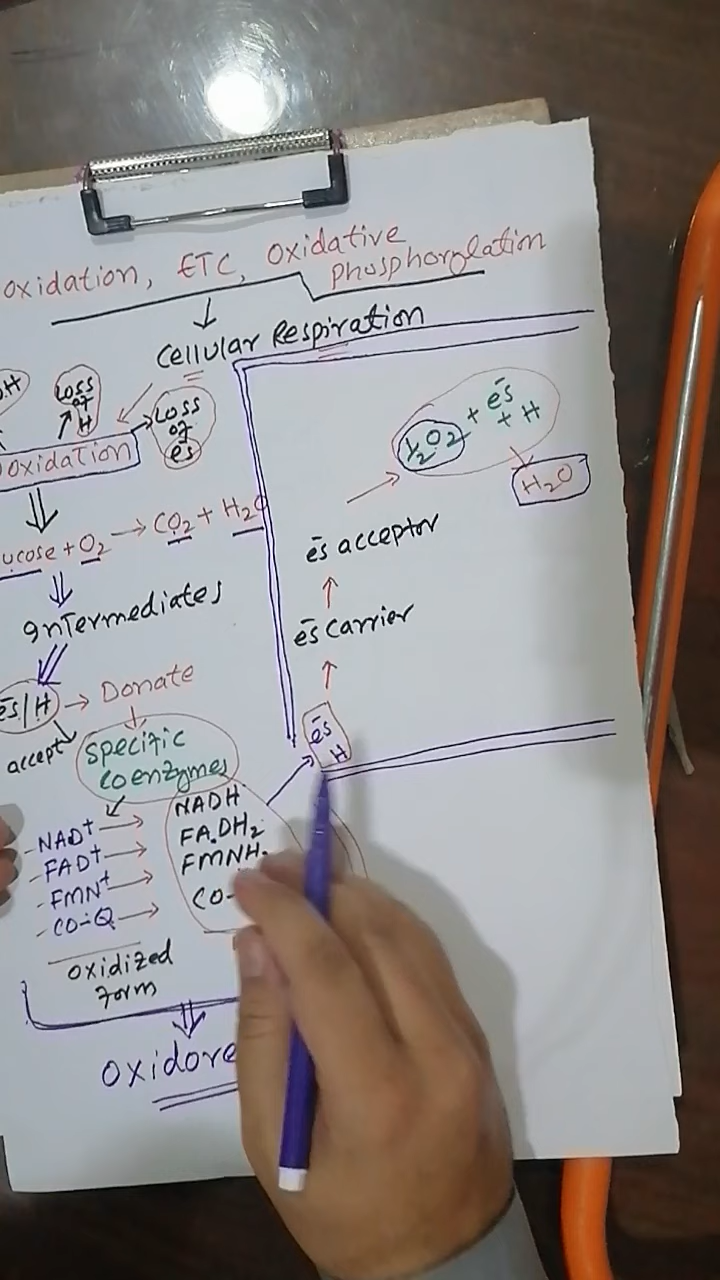 oxidation, ETC, oxidative
phosphorylation
cellular Respiration
Loss
of
H
Loss
of
ēs
oxidation
ucose + O2 → CO2 + H2O
Intermediates
ēs/H → Donate
accept
specific
coenzymes
-NAD+ → NADH
-FAD+ → FADH2
-FMN+ → FMNH2
-CO-Q → CO-
oxidized
form
oxidore
½O2 + ēs
+ H
H2O
ēs acceptor
ēs carrier
ēs
H